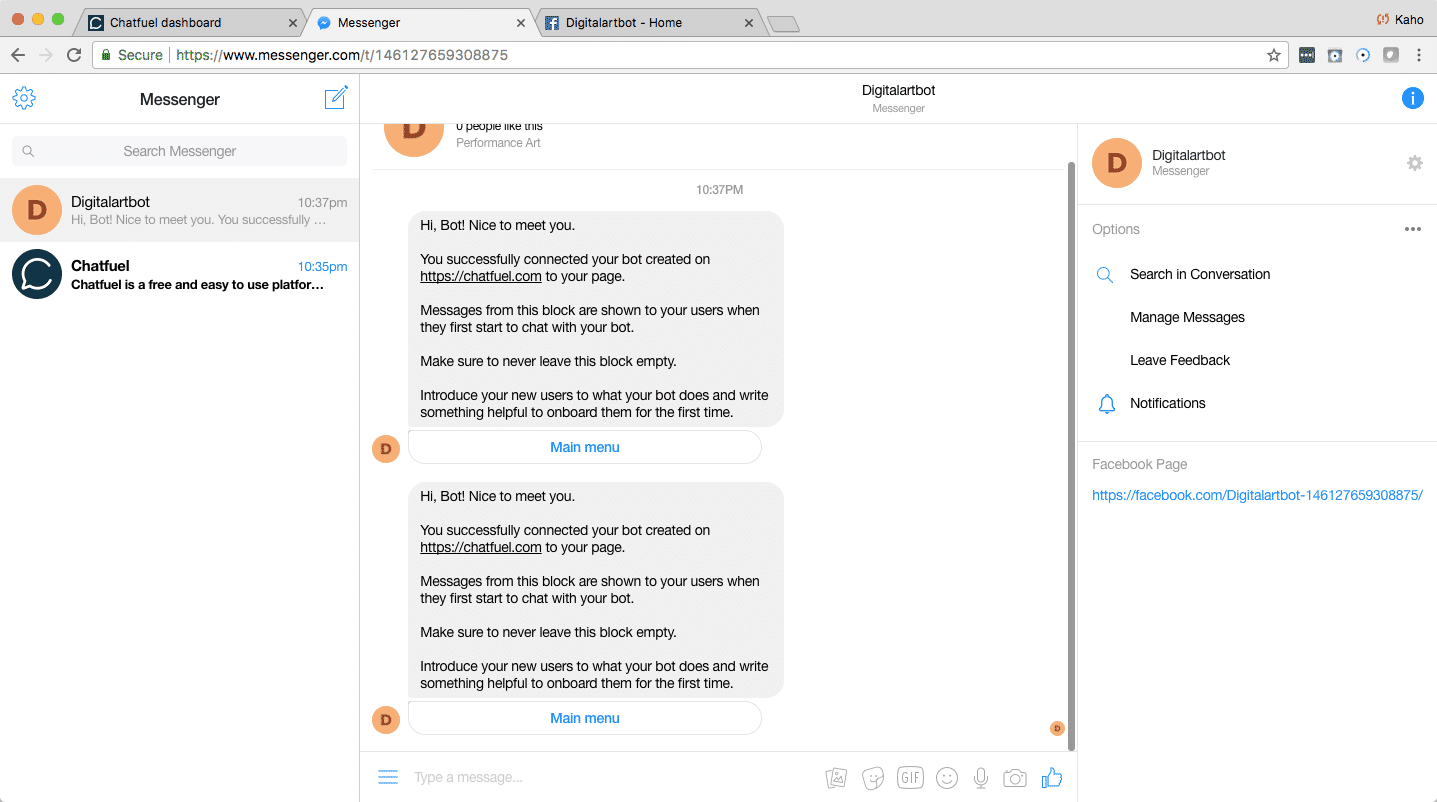 Chatfuel dashboard
Messenger
Digitalartbot - Home
Kaho
Secure
https://www.messenger.com/t/146127659308875
Messenger
Search Messenger
D
Digitalartbot
10:37pm
Hi, Bot! Nice to meet you. You successfully …
Chatfuel
10:35pm
Chatfuel is a free and easy to use platfor…
Digitalartbot
Messenger
D
0 people like this
Performance Art
10:37PM
Hi, Bot! Nice to meet you.
You successfully connected your bot created on
https://chatfuel.com to your page.
Messages from this block are shown to your users when
they first start to chat with your bot.
Make sure to never leave this block empty.
Introduce your new users to what your bot does and write
something helpful to onboard them for the first time.
D
Main menu
Hi, Bot! Nice to meet you.
You successfully connected your bot created on
https://chatfuel.com to your page.
Messages from this block are shown to your users when
they first start to chat with your bot.
Make sure to never leave this block empty.
Introduce your new users to what your bot does and write
something helpful to onboard them for the first time.
D
Main menu
D
Type a message...
GIF
D
Digitalartbot
Messenger
Options
Search in Conversation
Manage Messages
Leave Feedback
Notifications
Facebook Page
https://facebook.com/Digitalartbot-146127659308875/